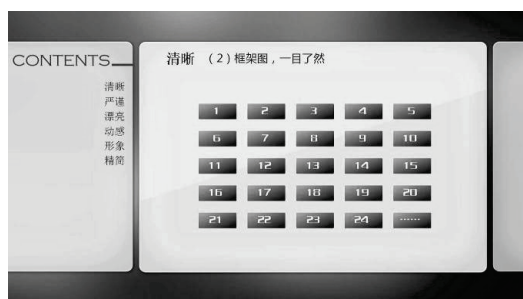 CONTENTS
清晰
严谨
漂亮
动感
形象
精简
清晰 （2）框架图，一目了然
1 2 3 4 5
6 7 8 9 10
11 12 13 14 15
16 17 18 19 20
21 22 23 24 ……